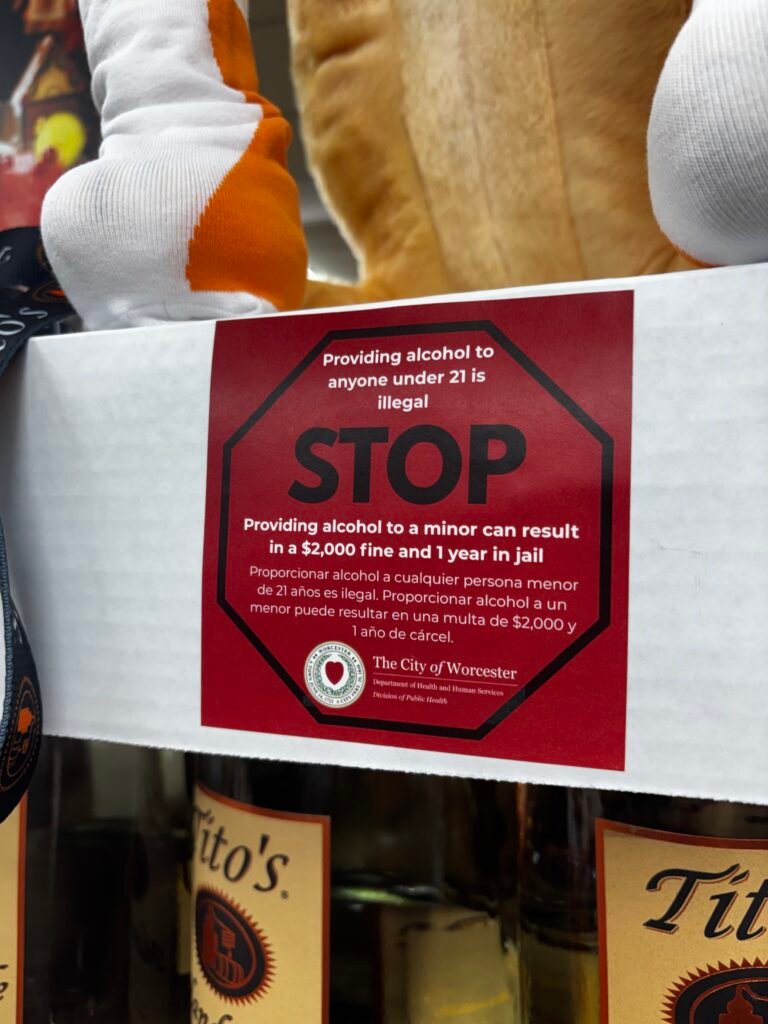 Providing alcohol to
anyone under 21 is
illegal
STOP
Providing alcohol to a minor can result
in a $2,000 fine and 1 year in jail
Proporcionar alcohol a cualquier persona menor
de 21 años es ilegal. Proporcionar alcohol a un
menor puede resultar en una multa de $2,000 y
1 año de cárcel.
The City of Worcester
Department of Health and Human Services
Division of Public Health
Tito's
Tit